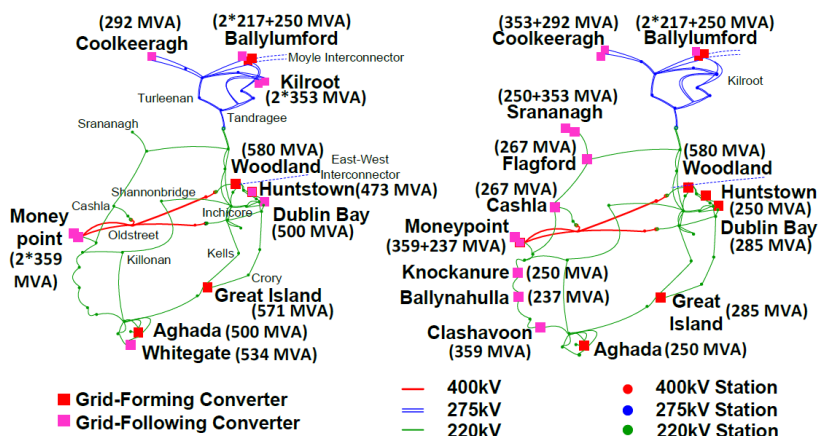 (292 MVA)
Coolkeeragh
(2*217+250 MVA)
Ballylumford
Moyle Interconnector
Kilroot
(2*353 MVA)
Turleenan
Tandragee
Srananagh
(580 MVA)
Woodland
East-West
Interconnector
Huntstown(473 MVA)
Shannonbridge
Cashla
Inchicore
Dublin Bay
(500 MVA)
Money
point
(2*359
MVA)
Oldstreet
Killonan
Kells
Crory
Great Island
(571 MVA)
Aghada
(500 MVA)
Whitegate (534 MVA)
Grid-Forming Converter
Grid-Following Converter
(353+292 MVA)
Coolkeeragh
(2*217+250 MVA)
Ballylumford
Kilroot
(250+353 MVA)
Srananagh
(267 MVA)
Flagford
(580 MVA)
Woodland
(267 MVA)
Cashla
Huntstown
(250 MVA)
Dublin Bay
(285 MVA)
Moneypoint
(359+237 MVA)
Knockanure (250 MVA)
Ballynahulla (237 MVA)
Great
Island
(285 MVA)
Clashavoon
(359 MVA)
Aghada (250 MVA)
400kV
275kV
220kV
400kV Station
275kV Station
220kV Station